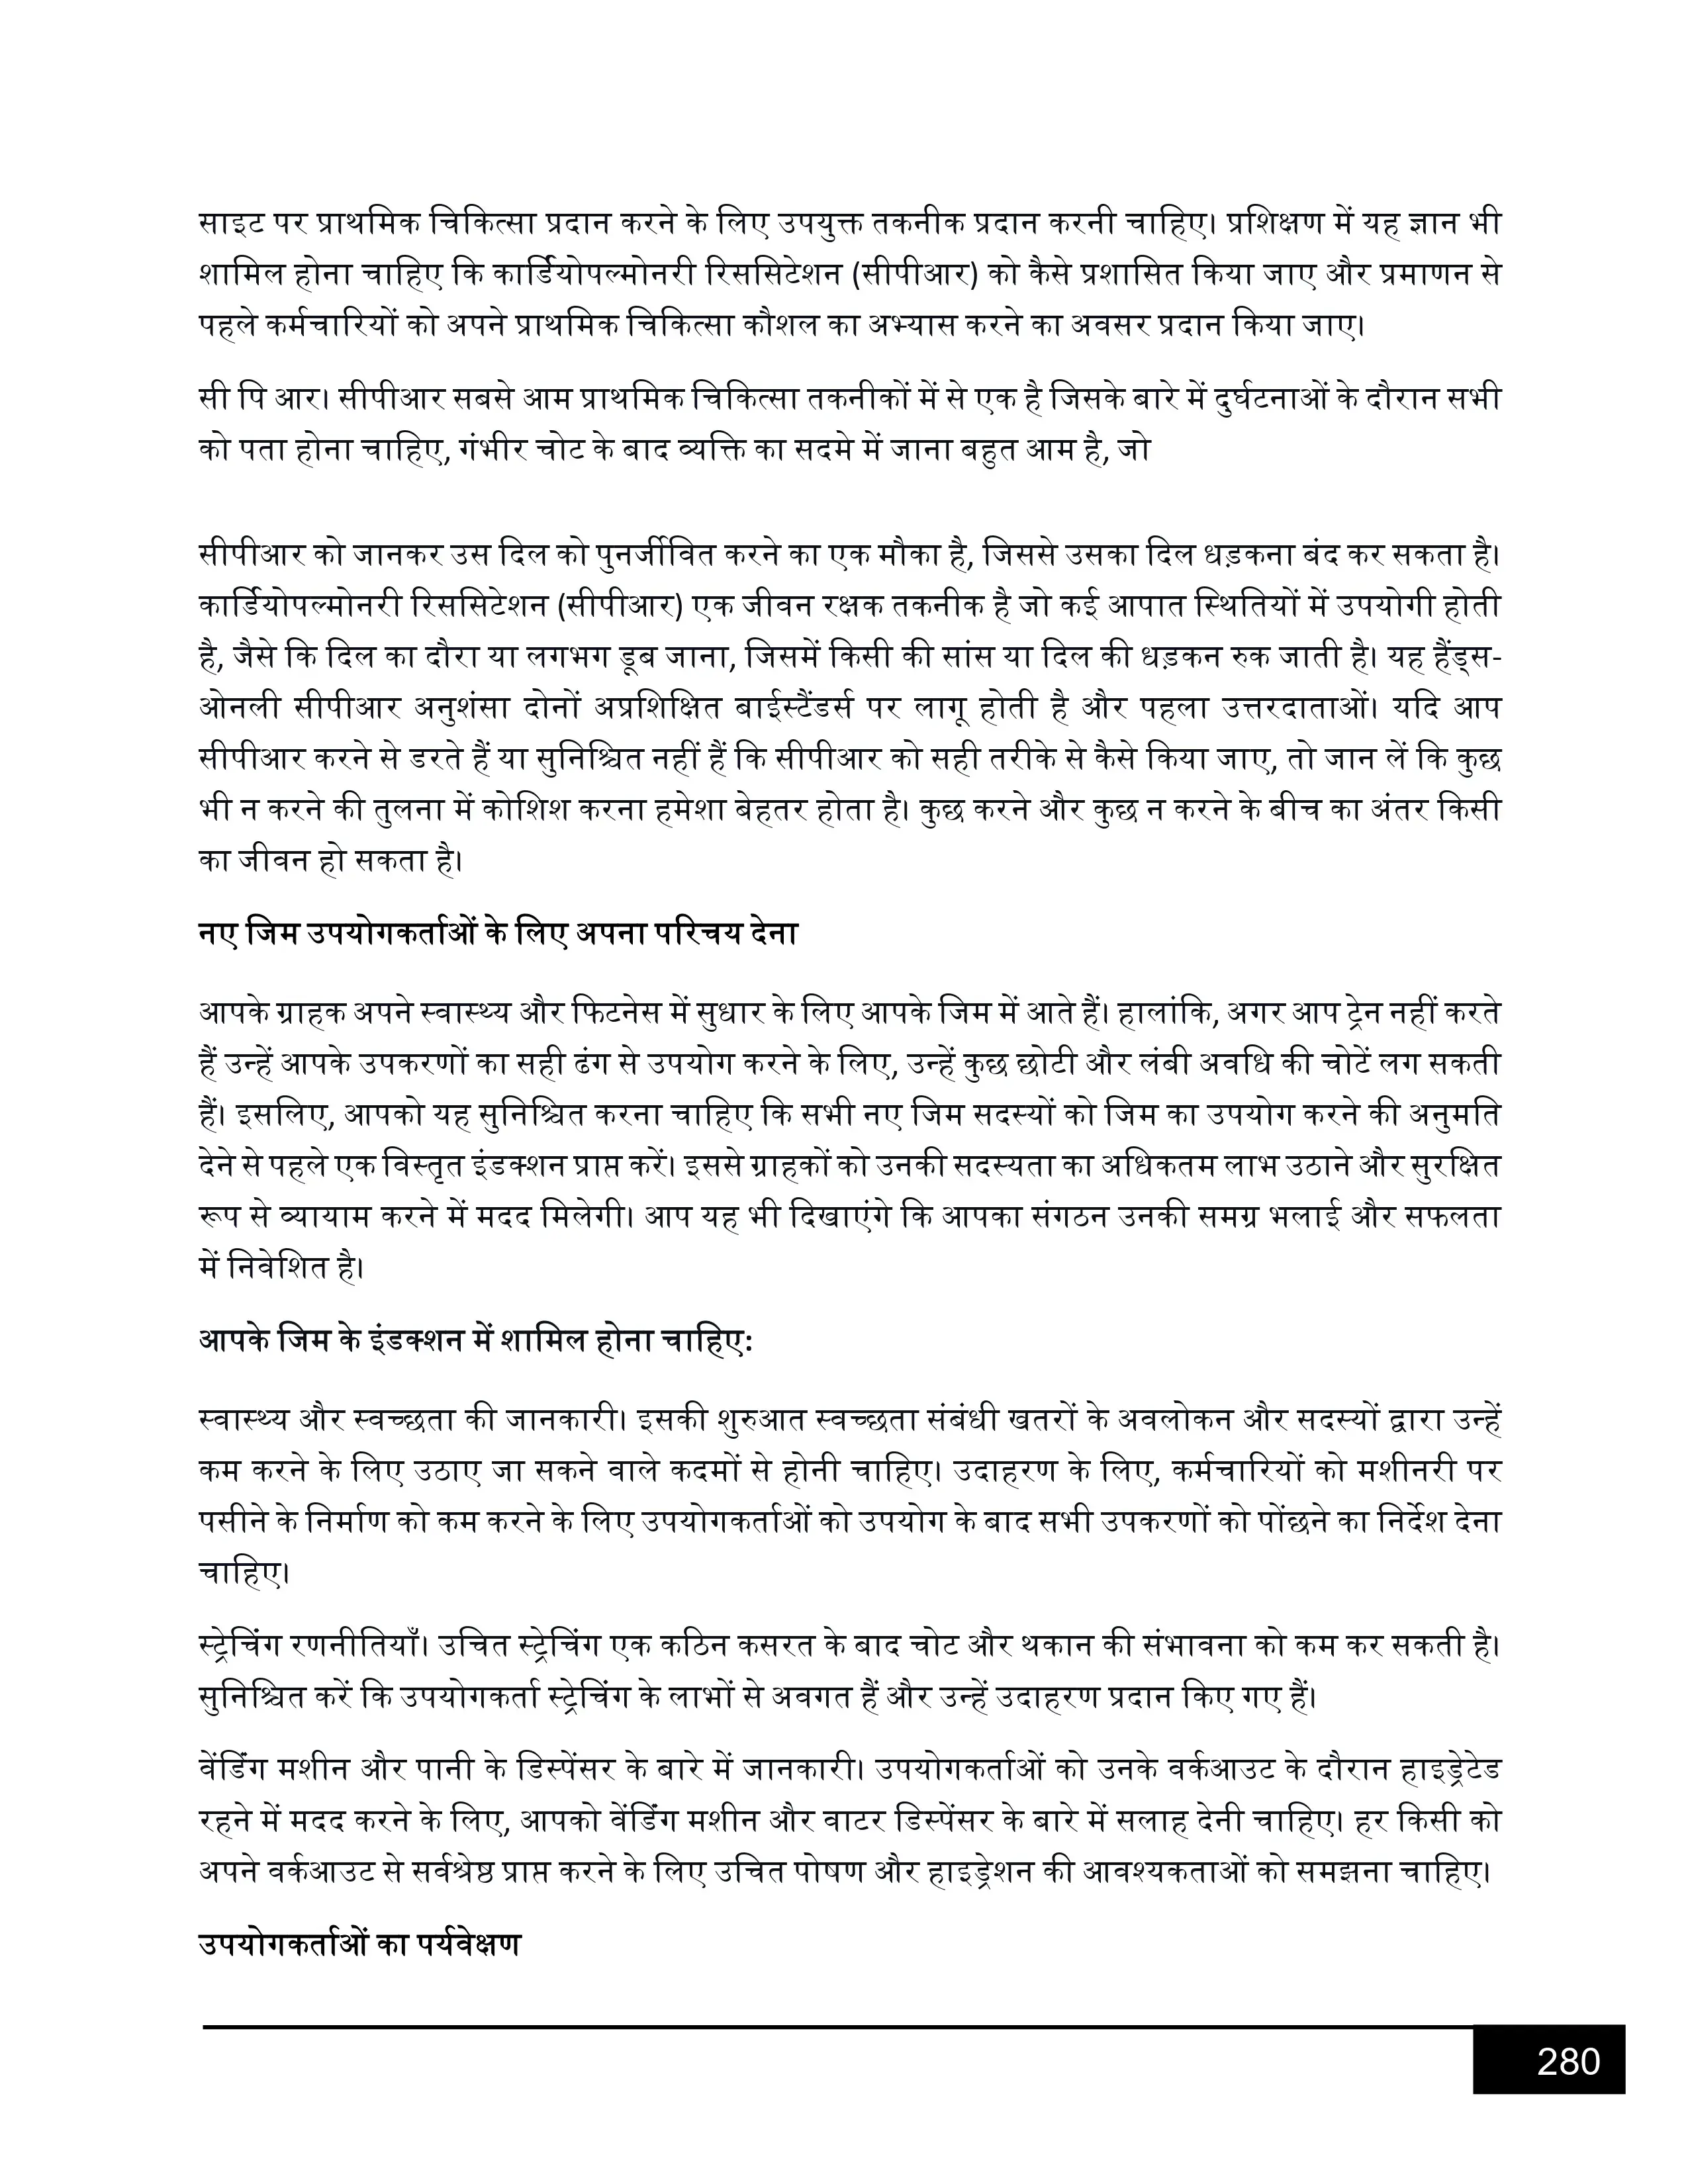 साइट पर प्राथमिक चिकित्सा प्रदान करने के लिए उपयुक्त तकनीक प्रदान करनी चाहिए। प्रशिक्षण में यह ज्ञान भी
शामिल होना चाहिए कि कार्डियोपल्मोनरी रिससिटेशन (सीपीआर) को कैसे प्रशासित किया जाए और प्रमाणन से
पहले कर्मचारियों को अपने प्राथमिक चिकित्सा कौशल का अभ्यास करने का अवसर प्रदान किया जाए।
सी पि आर। सीपीआर सबसे आम प्राथमिक चिकित्सा तकनीकों में से एक है जिसके बारे में दुर्घटनाओं के दौरान सभी
को पता होना चाहिए, गंभीर चोट के बाद व्यक्ति का सदमे में जाना बहुत आम है, जो
सीपीआर को जानकर उस दिल को पुनर्जीवित करने का एक मौका है, जिससे उसका दिल धड़कना बंद कर सकता है।
कार्डियोपल्मोनरी रिससिटेशन (सीपीआर) एक जीवन रक्षक तकनीक है जो कई आपात स्थितियों में उपयोगी होती
है, जैसे कि दिल का दौरा या लगभग डूब जाना, जिसमें किसी की सांस या दिल की धड़कन रुक जाती है। यह हैंड्स-
ओनली सीपीआर अनुशंसा दोनों अप्रशिक्षित बाईस्टैंडर्स पर लागू होती है और पहला उत्तरदाताओं। यदि आप
सीपीआर करने से डरते हैं या सुनिश्चित नहीं हैं कि सीपीआर को सही तरीके से कैसे किया जाए, तो जान लें कि कुछ
भी न करने की तुलना में कोशिश करना हमेशा बेहतर होता है। कुछ करने और कुछ न करने के बीच का अंतर किसी
का जीवन हो सकता है।
नए जिम उपयोगकर्ताओं के लिए अपना परिचय देना
आपके ग्राहक अपने स्वास्थ्य और फिटनेस में सुधार के लिए आपके जिम में आते हैं। हालांकि, अगर आप ट्रेन नहीं करते
हैं उन्हें आपके उपकरणों का सही ढंग से उपयोग करने के लिए, उन्हें कुछ छोटी और लंबी अवधि की चोटें लग सकती
हैं। इसलिए, आपको यह सुनिश्चित करना चाहिए कि सभी नए जिम सदस्यों को जिम का उपयोग करने की अनुमति
देने से पहले एक विस्तृत इंडक्शन प्राप्त करें। इससे ग्राहकों को उनकी सदस्यता का अधिकतम लाभ उठाने और सुरक्षित
रूप से व्यायाम करने में मदद मिलेगी। आप यह भी दिखाएंगे कि आपका संगठन उनकी समग्र भलाई और सफलता
में निवेशित है।
आपके जिम के इंडक्शन में शामिल होना चाहिए:
स्वास्थ्य और स्वच्छता की जानकारी। इसकी शुरुआत स्वच्छता संबंधी खतरों के अवलोकन और सदस्यों द्वारा उन्हें
कम करने के लिए उठाए जा सकने वाले कदमों से होनी चाहिए। उदाहरण के लिए, कर्मचारियों को मशीनरी पर
पसीने के निर्माण को कम करने के लिए उपयोगकर्ताओं को उपयोग के बाद सभी उपकरणों को पोंछने का निर्देश देना
चाहिए।
स्ट्रेचिंग रणनीतियाँ। उचित स्ट्रेचिंग एक कठिन कसरत के बाद चोट और थकान की संभावना को कम कर सकती है।
सुनिश्चित करें कि उपयोगकर्ता स्ट्रेचिंग के लाभों से अवगत हैं और उन्हें उदाहरण प्रदान किए गए हैं।
वेंडिंग मशीन और पानी के डिस्पेंसर के बारे में जानकारी। उपयोगकर्ताओं को उनके वर्कआउट के दौरान हाइड्रेटेड
रहने में मदद करने के लिए, आपको वेंडिंग मशीन और वाटर डिस्पेंसर के बारे में सलाह देनी चाहिए। हर किसी को
अपने वर्कआउट से सर्वश्रेष्ठ प्राप्त करने के लिए उचित पोषण और हाइड्रेशन की आवश्यकताओं को समझना चाहिए।
उपयोगकर्ताओं का पर्यवेक्षण
280